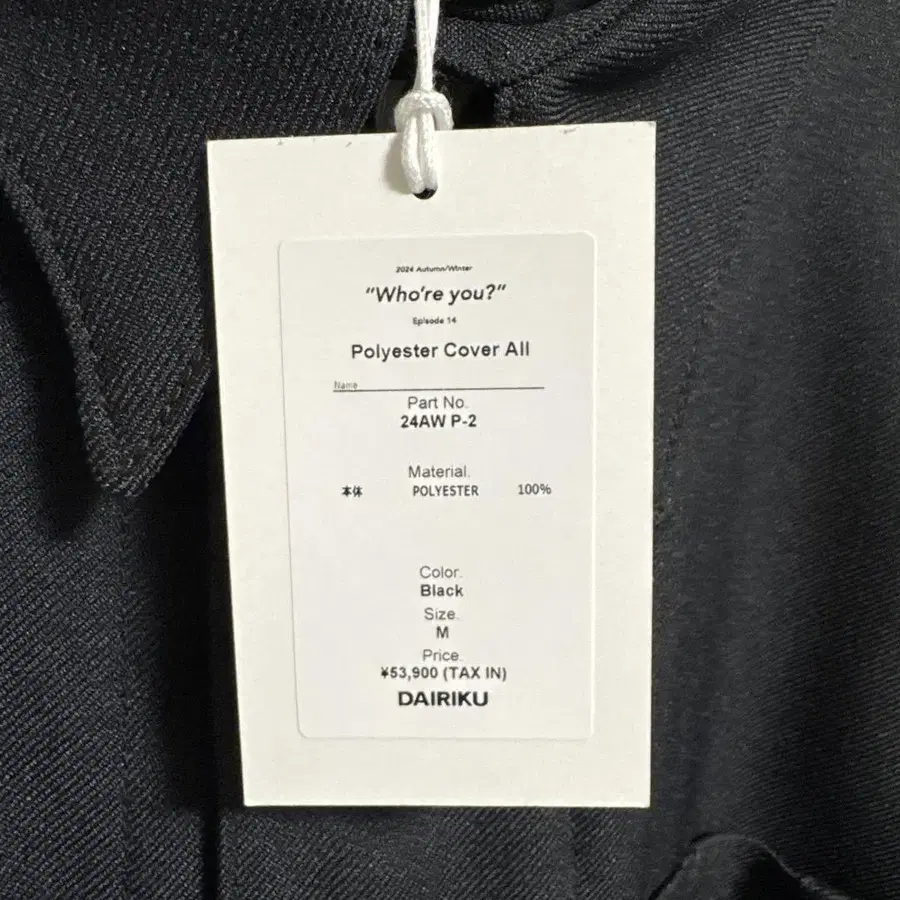 2024 Autumn/Winter
"Who're you?"
Episode 14
Polyester Cover All
Name
Part No.
24AW P-2
Material.
本体 POLYESTER 100%
Color.
Black
Size.
M
Price.
¥53,900 (TAX IN)
DAIRIKU